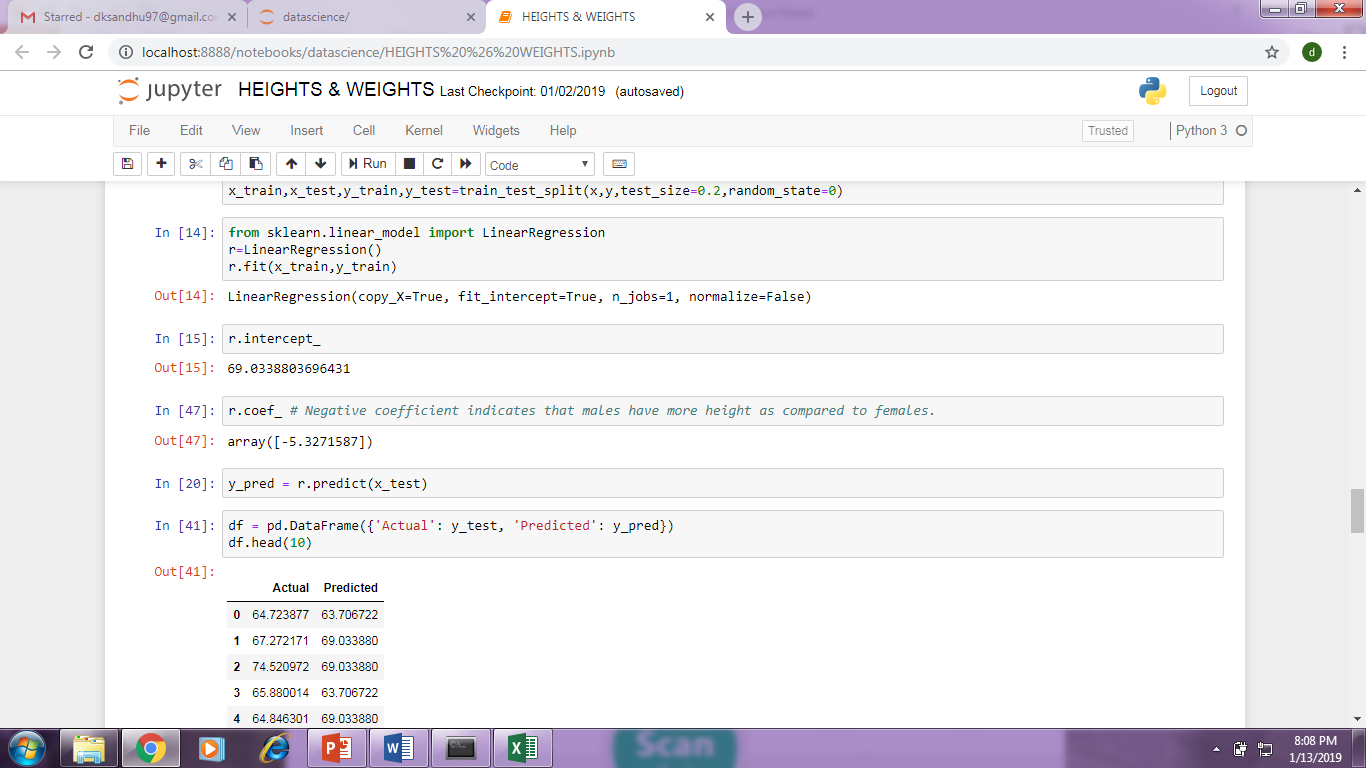 Starred - dksandhu97@gmail.co
datascience/
HEIGHTS & WEIGHTS
localhost:8888/notebooks/datascience/HEIGHTS%20%26%20WEIGHTS.ipynb
d
jupyter HEIGHTS & WEIGHTS Last Checkpoint: 01/02/2019 (autosaved)
Logout
File Edit View Insert Cell Kernel Widgets Help
Trusted
Python 3
Run
Code
x_train,x_test,y_train,y_test=train_test_split(x,y,test_size=0.2,random_state=0)
In [14]: from sklearn.linear_model import LinearRegression
r=LinearRegression()
r.fit(x_train,y_train)
Out[14]: LinearRegression(copy_X=True, fit_intercept=True, n_jobs=1, normalize=False)
In [15]: r.intercept_
Out[15]: 69.0338803696431
In [47]: r.coef_ # Negative coefficient indicates that males have more height as compared to females.
Out[47]: array([-5.3271587])
In [20]: y_pred = r.predict(x_test)
In [41]: df = pd.DataFrame({'Actual': y_test, 'Predicted': y_pred})
df.head(10)
Out[41]:
Actual Predicted
0 64.723877 63.706722
1 67.272171 69.033880
2 74.520972 69.033880
3 65.880014 63.706722
4 64.846301 69.033880
Scan
8:08 PM
1/13/2019